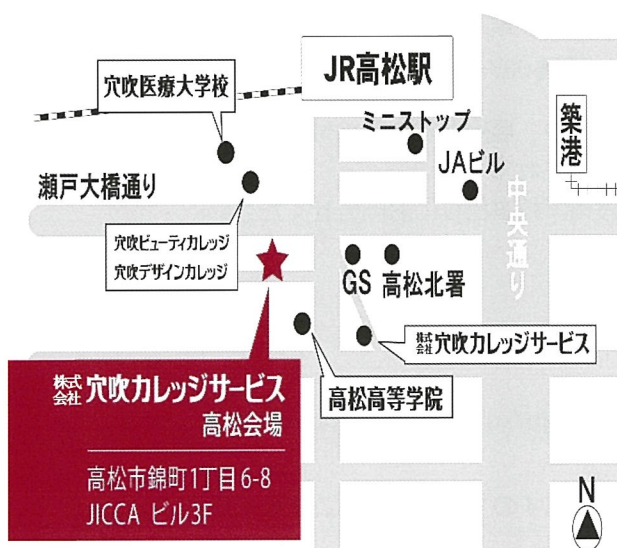 JR高松駅
穴吹医療大学校
ミニストップ
JAビル
築港
瀬戸大橋通り
中央通り
穴吹ビューティカレッジ
穴吹デザインカレッジ
GS
高松北署
株式会社穴吹カレッジサービス
高松高等学院
株式会社 穴吹カレッジサービス
高松会場
高松市錦町1丁目6-8
JICCA ビル3F
N